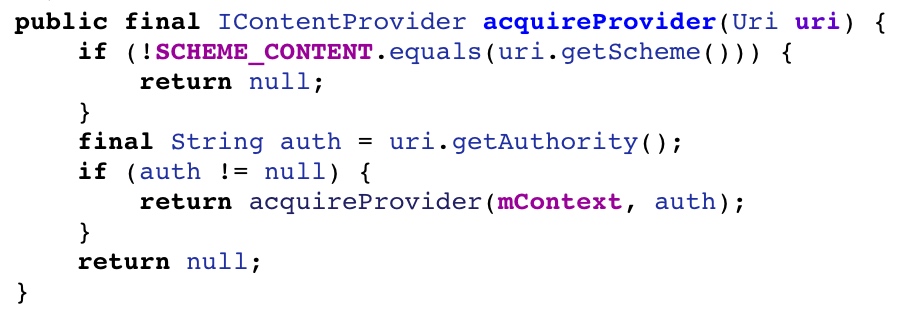 public final IContentProvider acquireProvider(Uri uri) {
    if (!SCHEME_CONTENT.equals(uri.getScheme())) {
        return null;
    }
    final String auth = uri.getAuthority();
    if (auth != null) {
        return acquireProvider(mContext, auth);
    }
    return null;
}